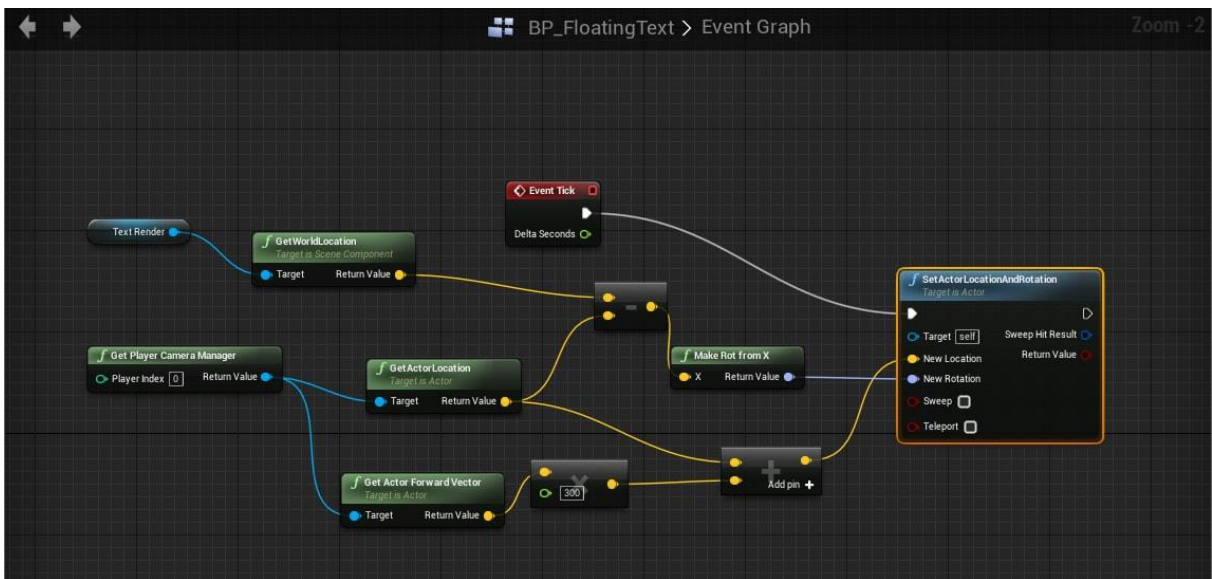 BP_FloatingText > Event Graph
Zoom -2
Event Tick
Delta Seconds
Text Render
GetWorldLocation
Target is Scene Component
Target Return Value
-
SetActorLocationAndRotation
Target is Actor
Target self Sweep Hit Result
New Location Return Value
New Rotation
Sweep
Teleport
Get Player Camera Manager
Player Index 0 Return Value
GetActorLocation
Target is Actor
Target Return Value
Make Rot from X
X Return Value
Get Actor Forward Vector
Target is Actor
Target Return Value
×
300
+
Add pin +